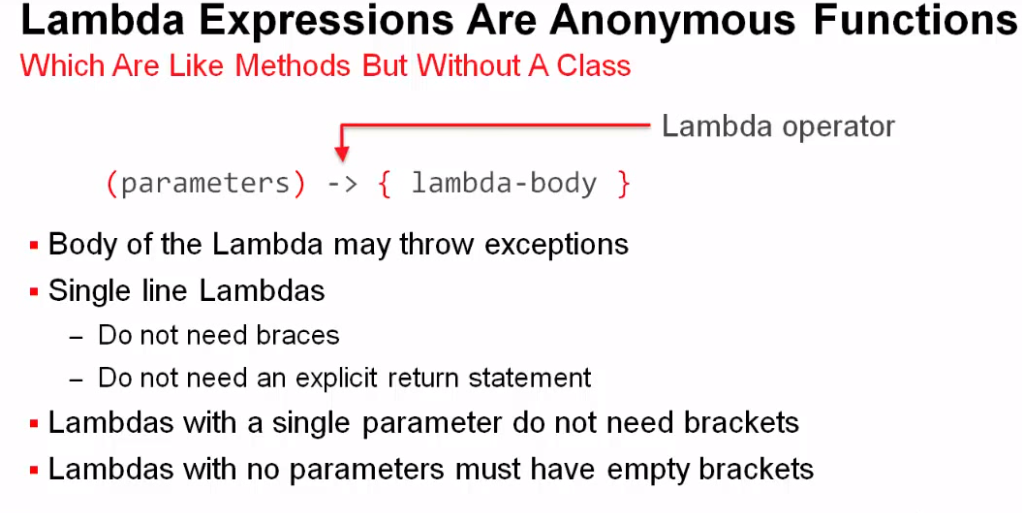 Lambda Expressions Are Anonymous Functions
Which Are Like Methods But Without A Class
Lambda operator
(parameters) -> { lambda-body }
▪ Body of the Lambda may throw exceptions
▪ Single line Lambdas
– Do not need braces
– Do not need an explicit return statement
▪ Lambdas with a single parameter do not need brackets
▪ Lambdas with no parameters must have empty brackets